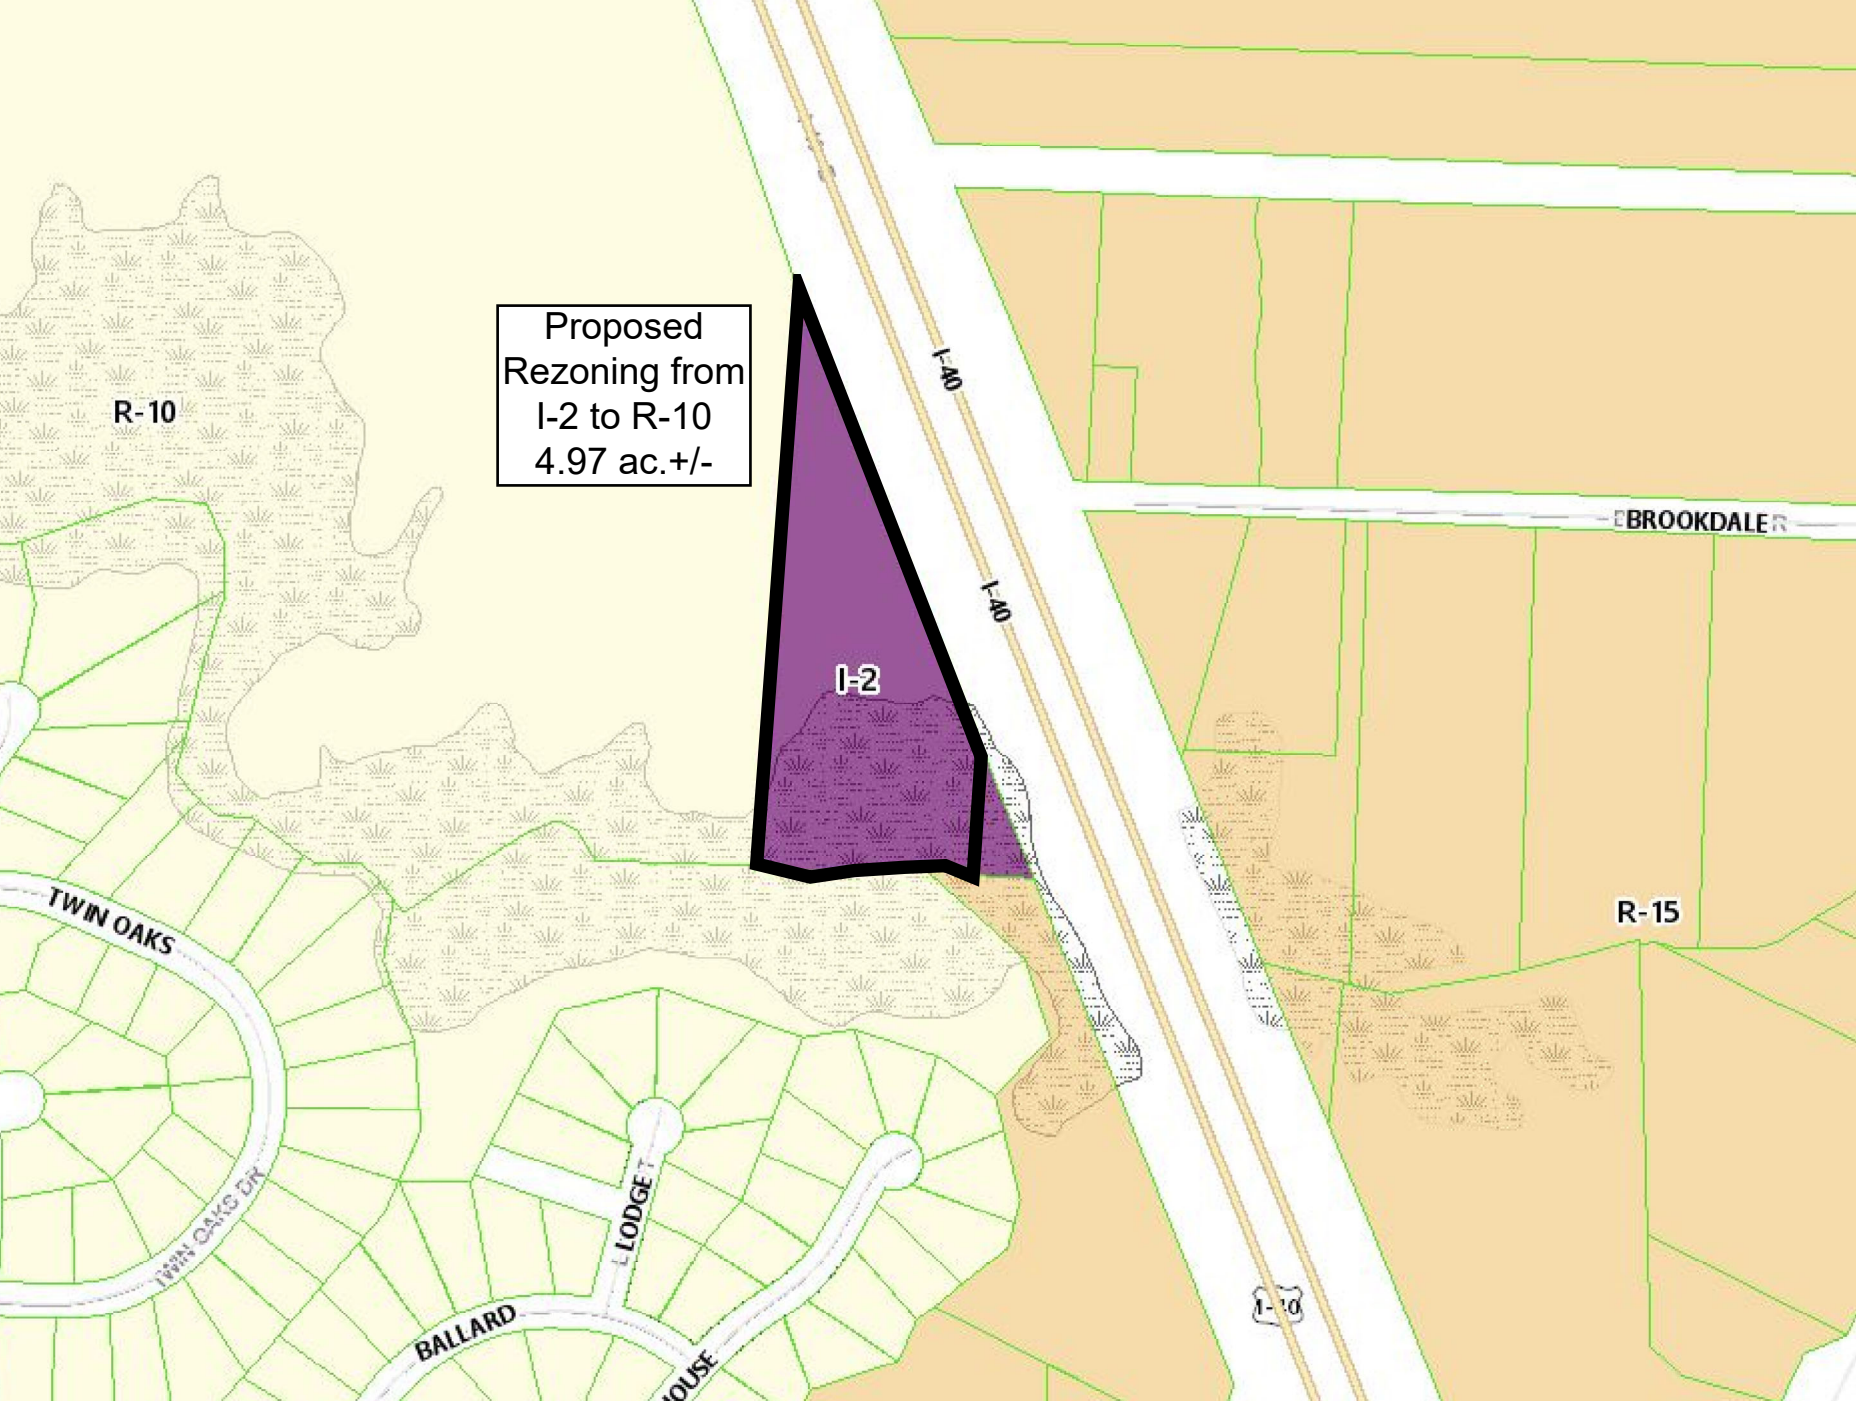 Proposed
Rezoning from
I-2 to R-10
4.97 ac.+/-
R-10
I-40
BROOKDALE
I-40
I-2
R-15
TWIN OAKS
TWIN OAKS DR
LODGE
I-40
BALLARD